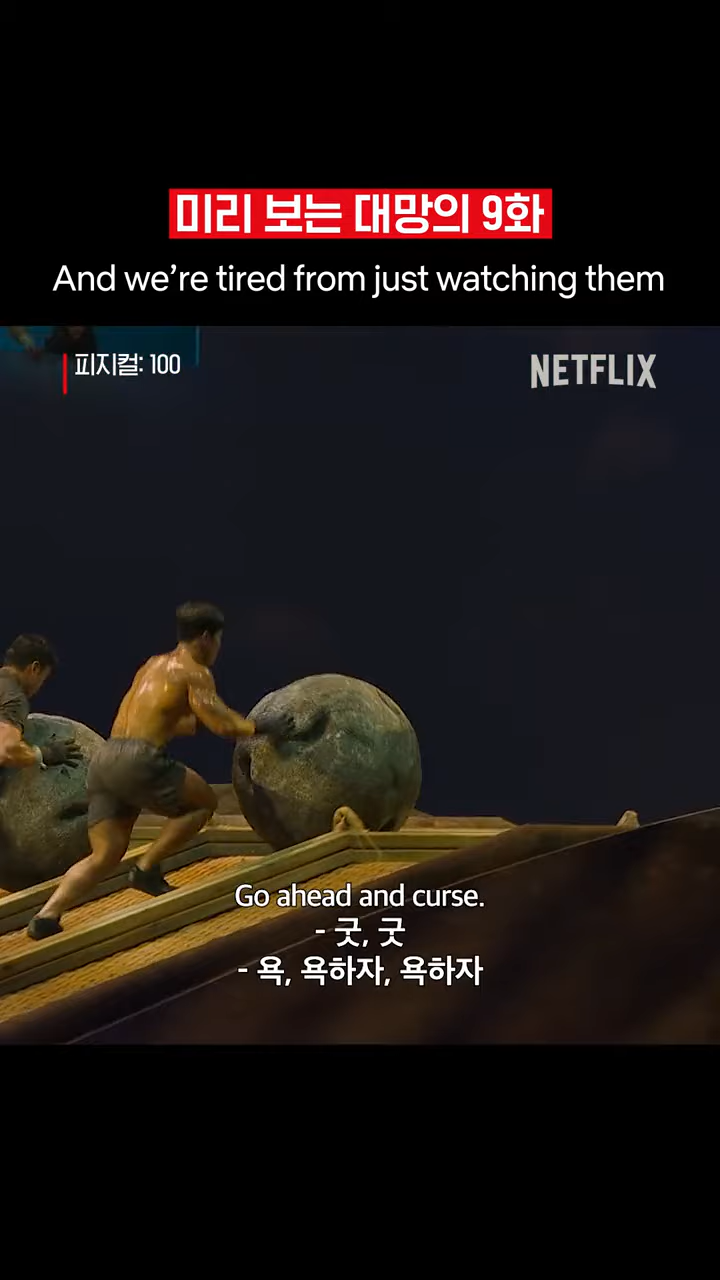 미리 보는 대망의 9화
And we’re tired from just watching them
피지컬: 100
NETFLIX
Go ahead and curse.
- 굿, 굿
- 욕, 욕하자, 욕하자